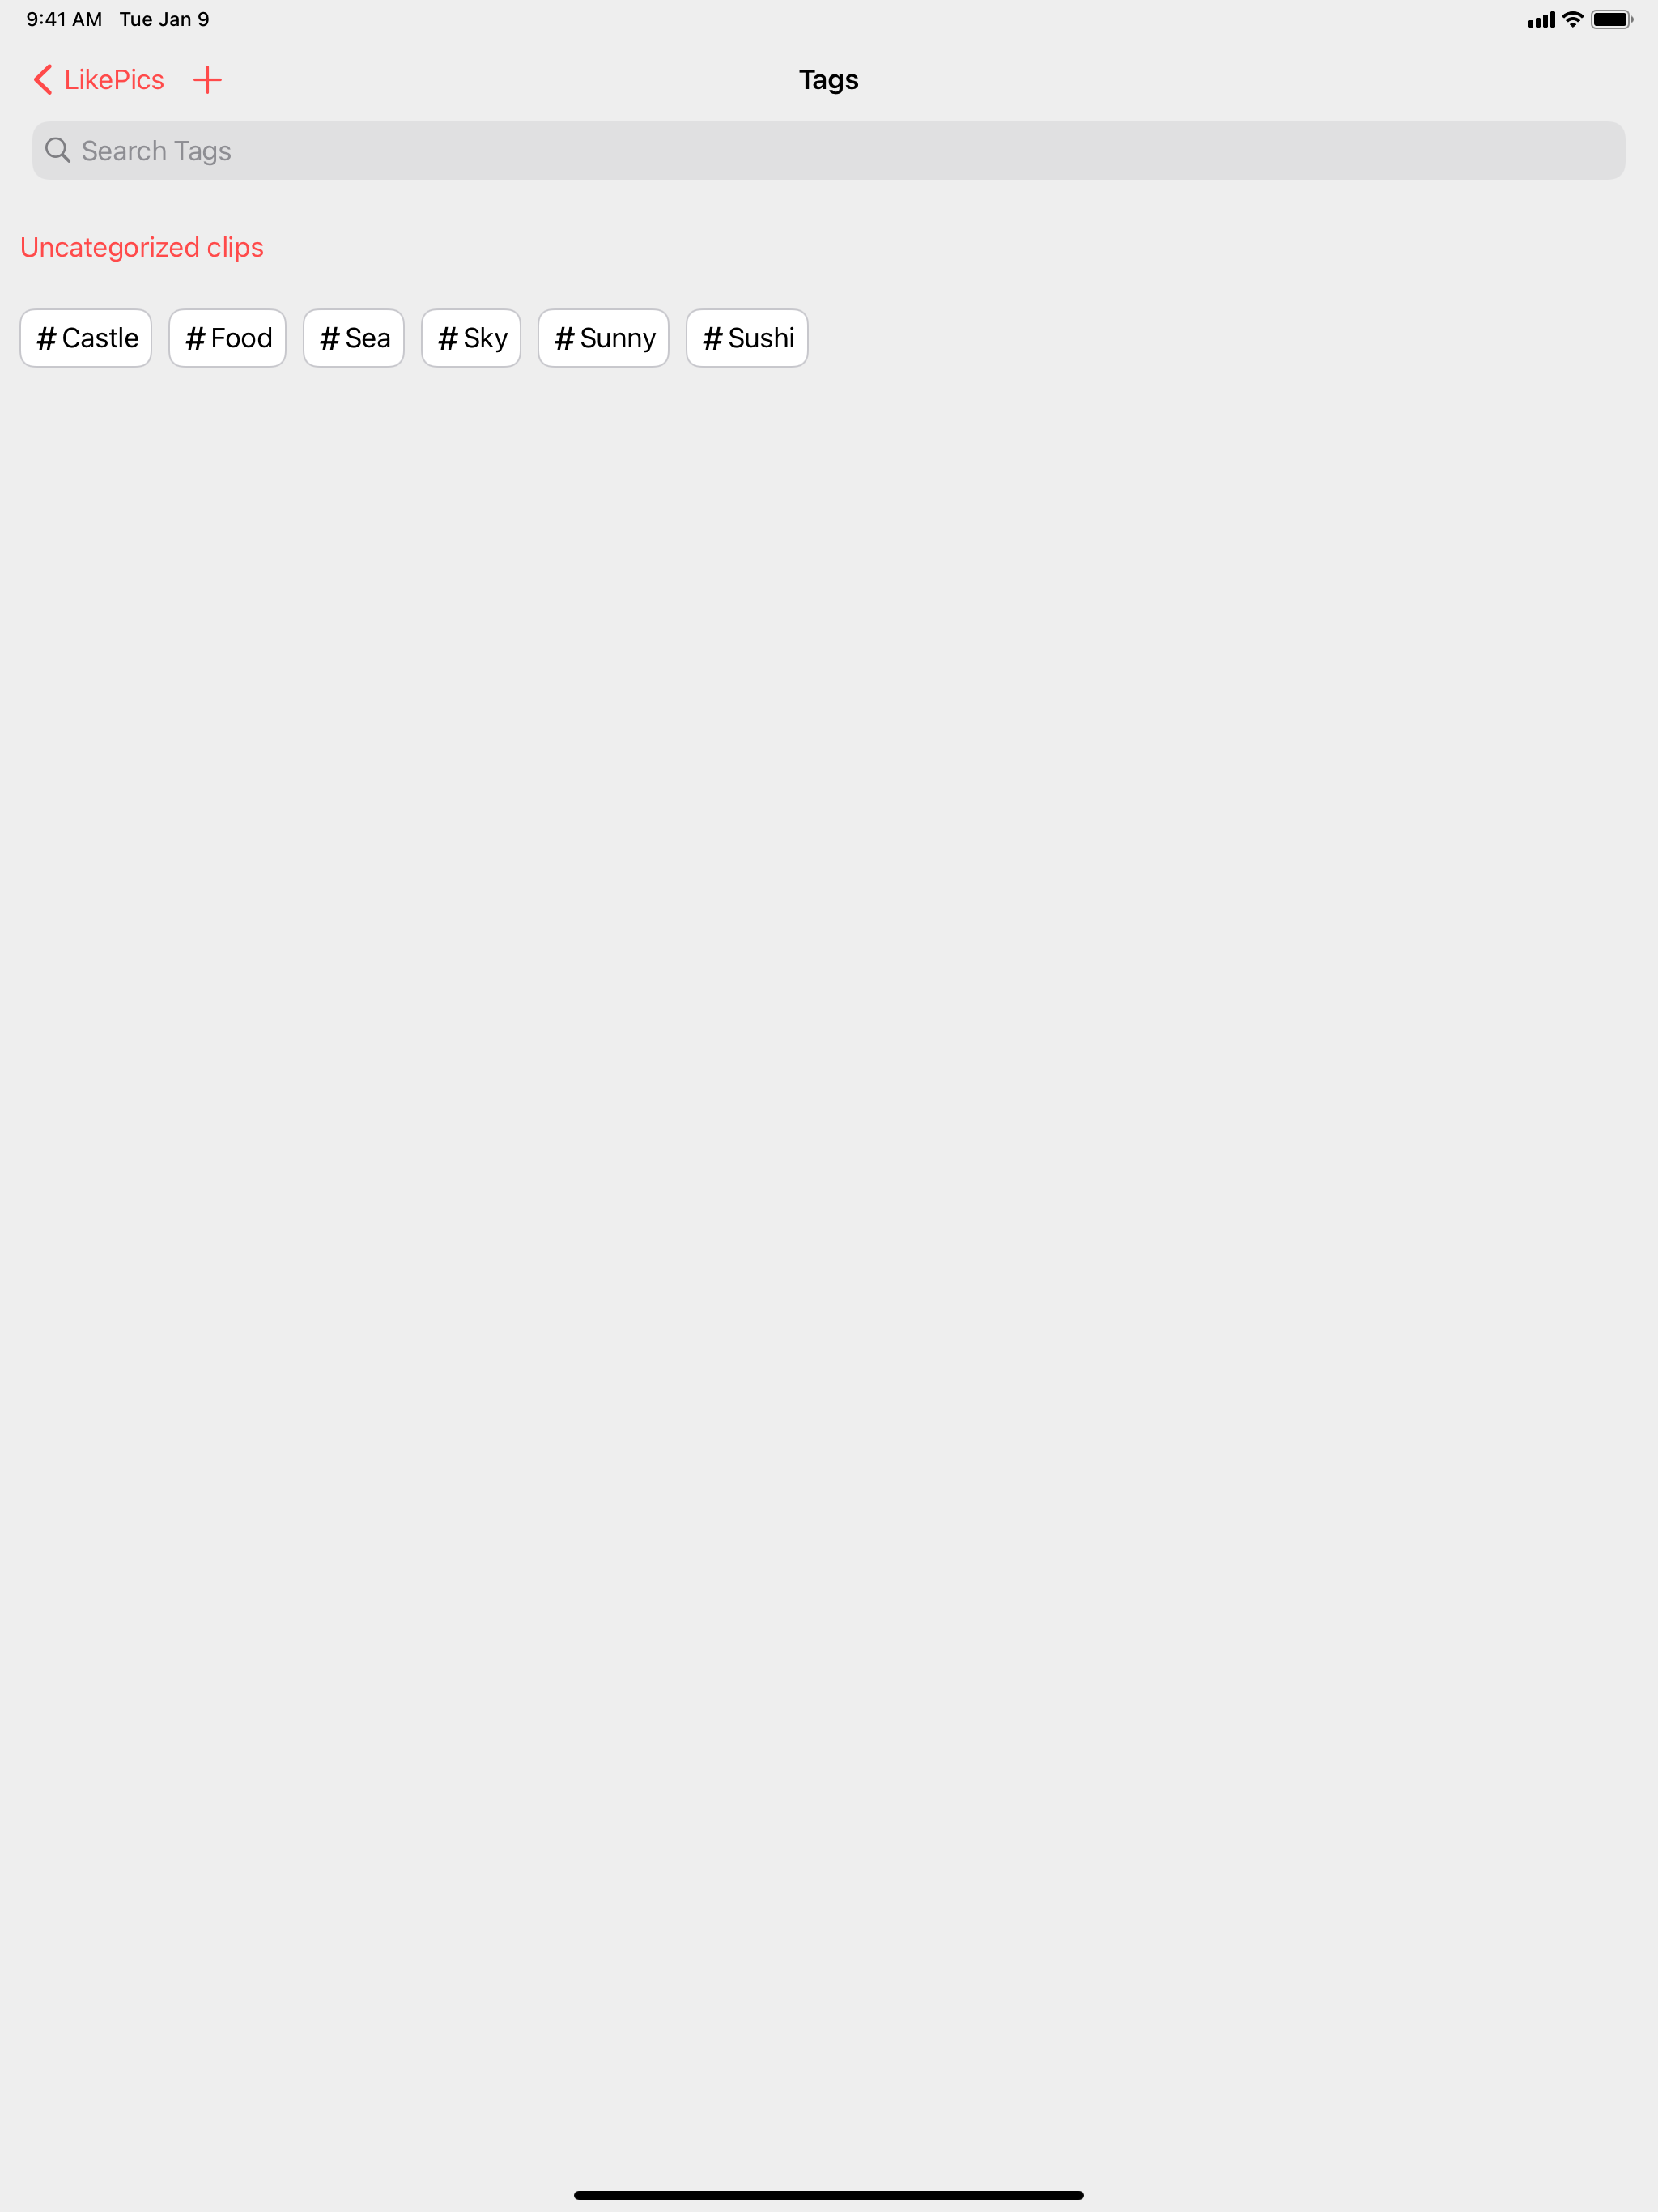 9:41 AM Tue Jan 9
LikePics
Tags
Search Tags
Uncategorized clips
# Castle # Food # Sea # Sky # Sunny # Sushi